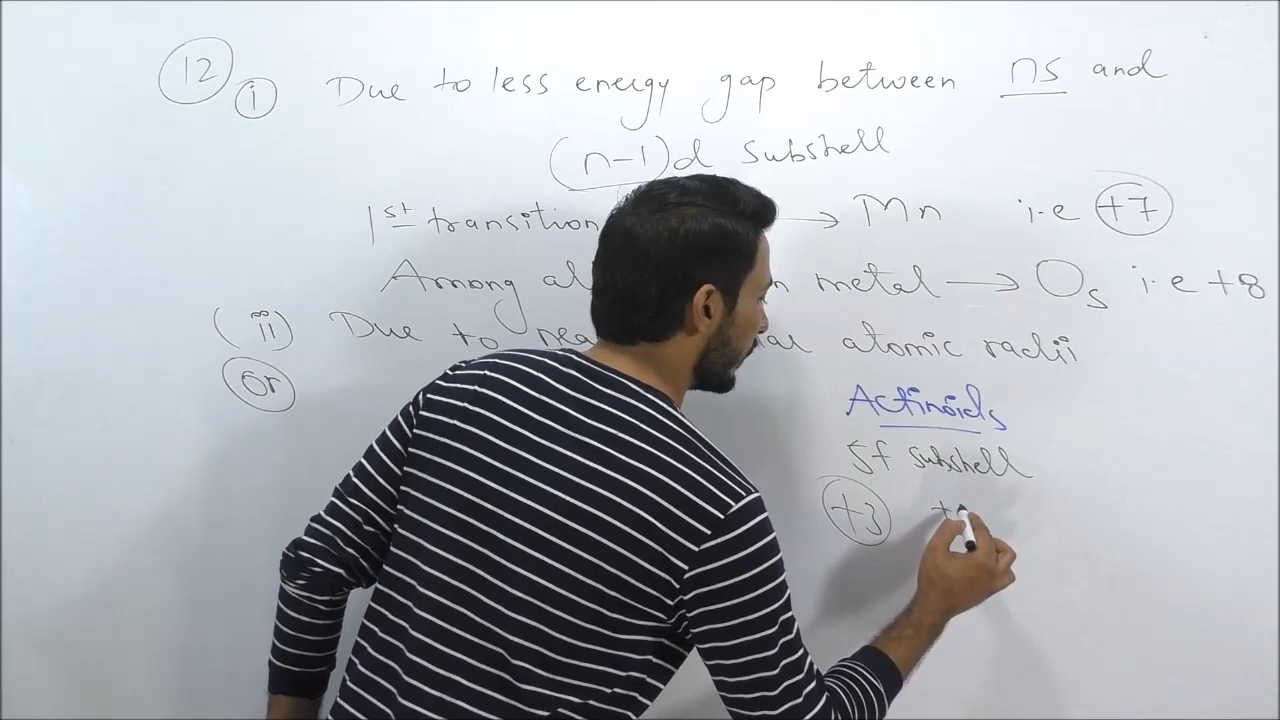 12 i Due to less energy gap between ns and
(n-1)d subshell
1st transition → Mn i.e +7
Among metal → Os i.e +8
(ii) Due to atomic radii
or
Actinoids
5f subshell
+3 +